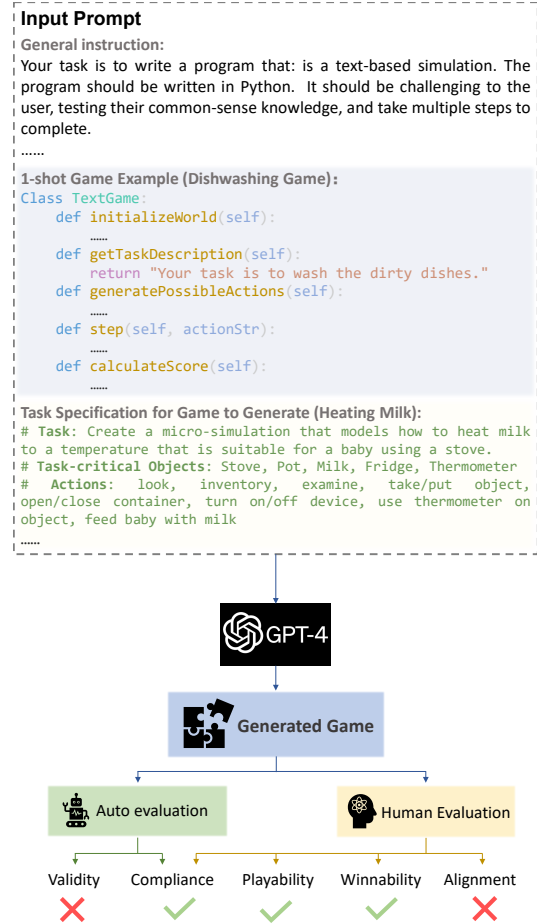 Input Prompt
General instruction:
Your task is to write a program that: is a text-based simulation. The
program should be written in Python. It should be challenging to the
user, testing their common-sense knowledge, and take multiple steps to
complete.
......
1-shot Game Example (Dishwashing Game):
Class TextGame:
def initializeWorld(self):
......
def getTaskDescription(self):
return "Your task is to wash the dirty dishes."
def generatePossibleActions(self):
......
def step(self, actionStr):
......
def calculateScore(self):
......
Task Specification for Game to Generate (Heating Milk):
# Task: Create a micro-simulation that models how to heat milk
to a temperature that is suitable for a baby using a stove.
# Task-critical Objects: Stove, Pot, Milk, Fridge, Thermometer
# Actions: look, inventory, examine, take/put object,
open/close container, turn on/off device, use thermometer on
object, feed baby with milk
......
GPT-4
Generated Game
Auto evaluation
Human Evaluation
Validity Compliance Playability Winnability Alignment